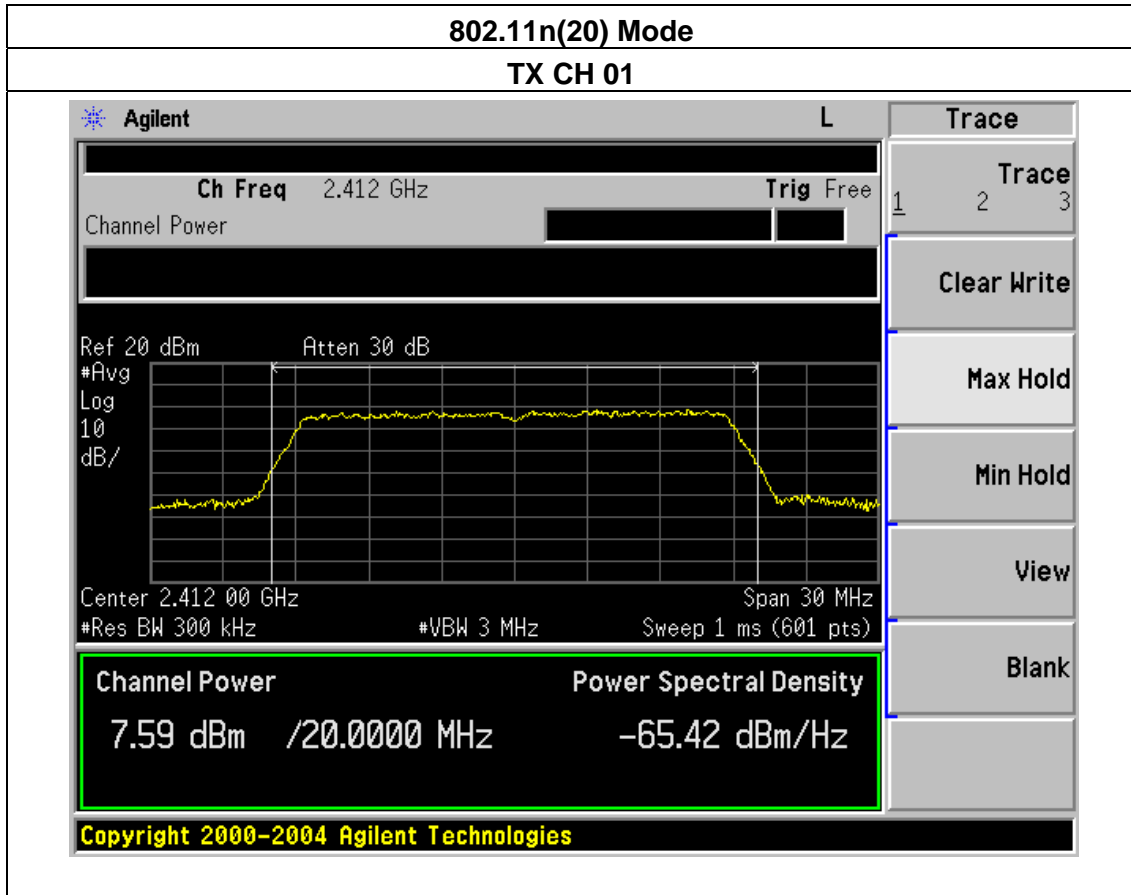 802.11n(20) Mode
TX CH 01
Agilent L Trace
Ch Freq 2.412 GHz Trig Free
Channel Power
Trace
1 2 3
Clear Write
Ref 20 dBm Atten 30 dB
#Avg
Log
10
dB/
Max Hold
Min Hold
View
Center 2.412 00 GHz Span 30 MHz
#Res BW 300 kHz #VBW 3 MHz Sweep 1 ms (601 pts)
Blank
Channel Power Power Spectral Density
7.59 dBm /20.0000 MHz -65.42 dBm/Hz
Copyright 2000-2004 Agilent Technologies